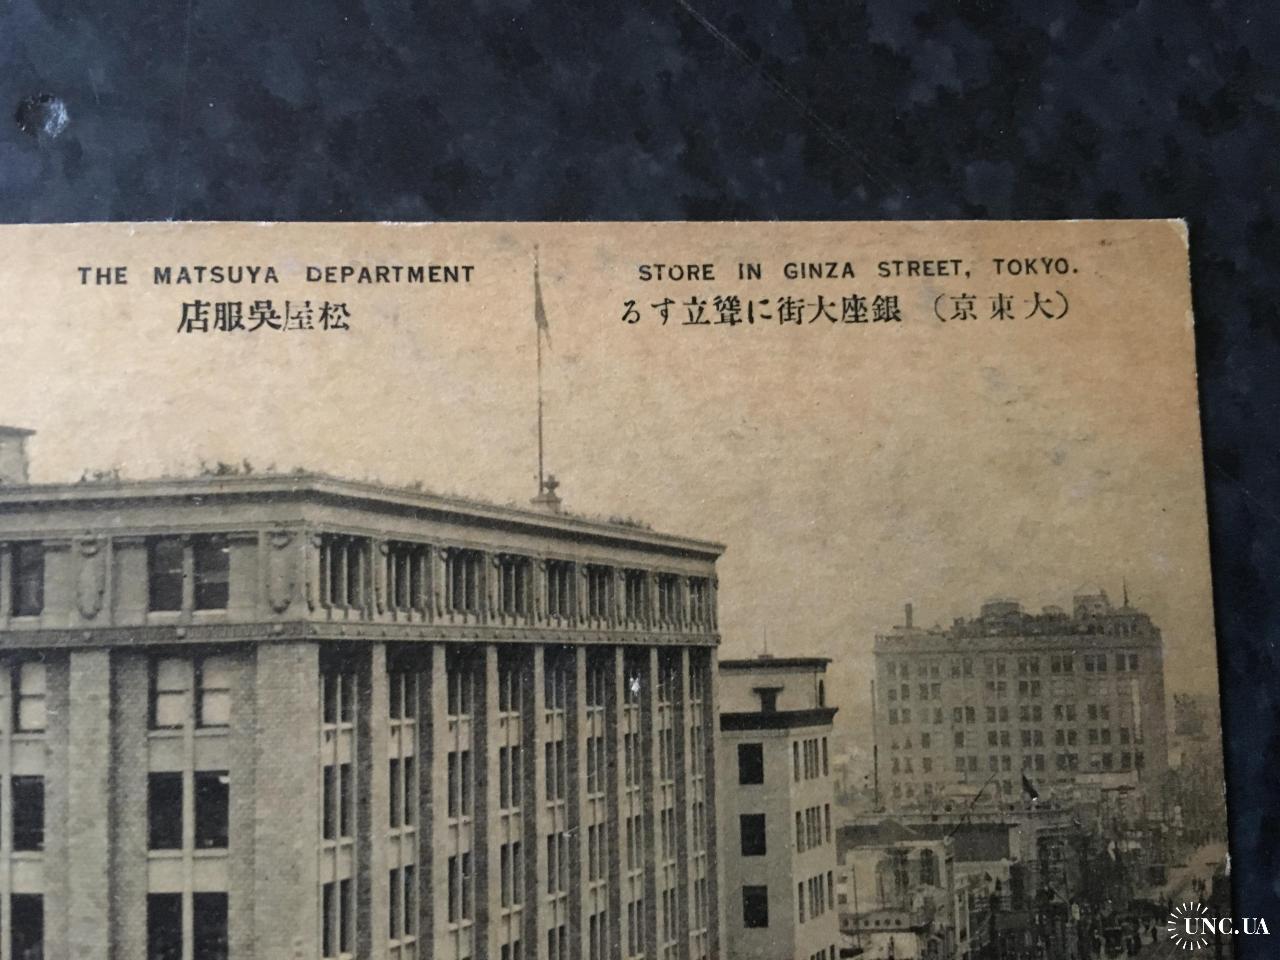 THE MATSUYA DEPARTMENT STORE IN GINZA STREET, TOKYO.
(大東京) 銀座大街に聳立する 松屋呉服店
UNC.UA